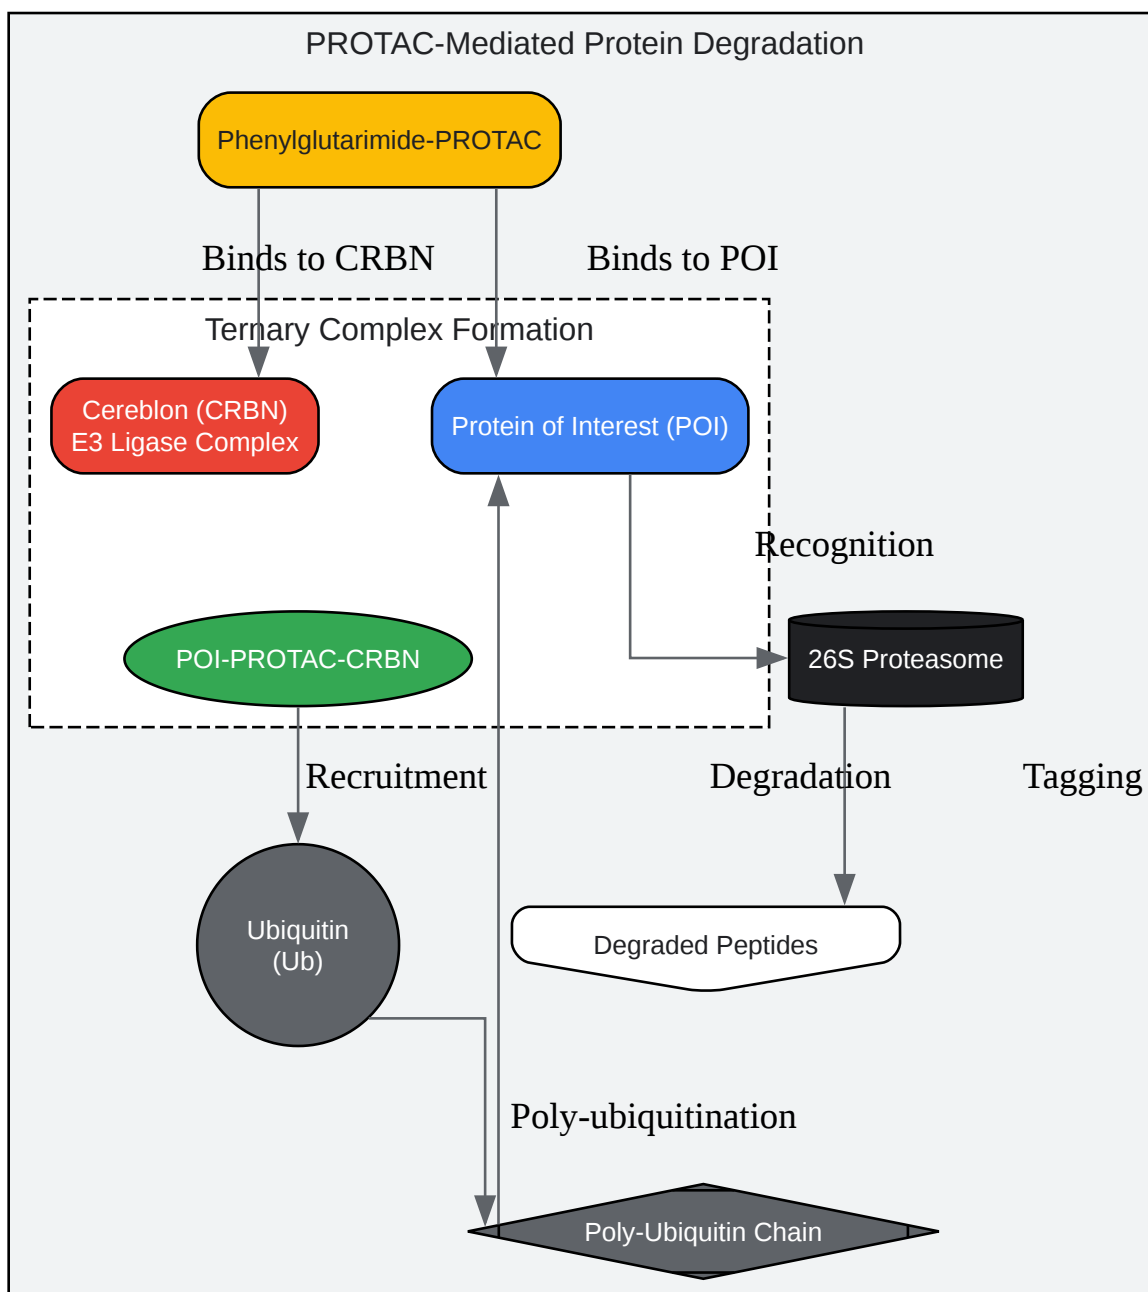 PROTAC-Mediated Protein Degradation
Phenylglutarimide-PROTAC
Binds to CRBN
Binds to POI
Ternary Complex Formation
Cereblon (CRBN)
E3 Ligase Complex
Protein of Interest (POI)
Recognition
POI-PROTAC-CRBN
26S Proteasome
Recruitment
Degradation
Tagging
Ubiquitin
(Ub)
Degraded Peptides
Poly-ubiquitination
Poly-Ubiquitin Chain